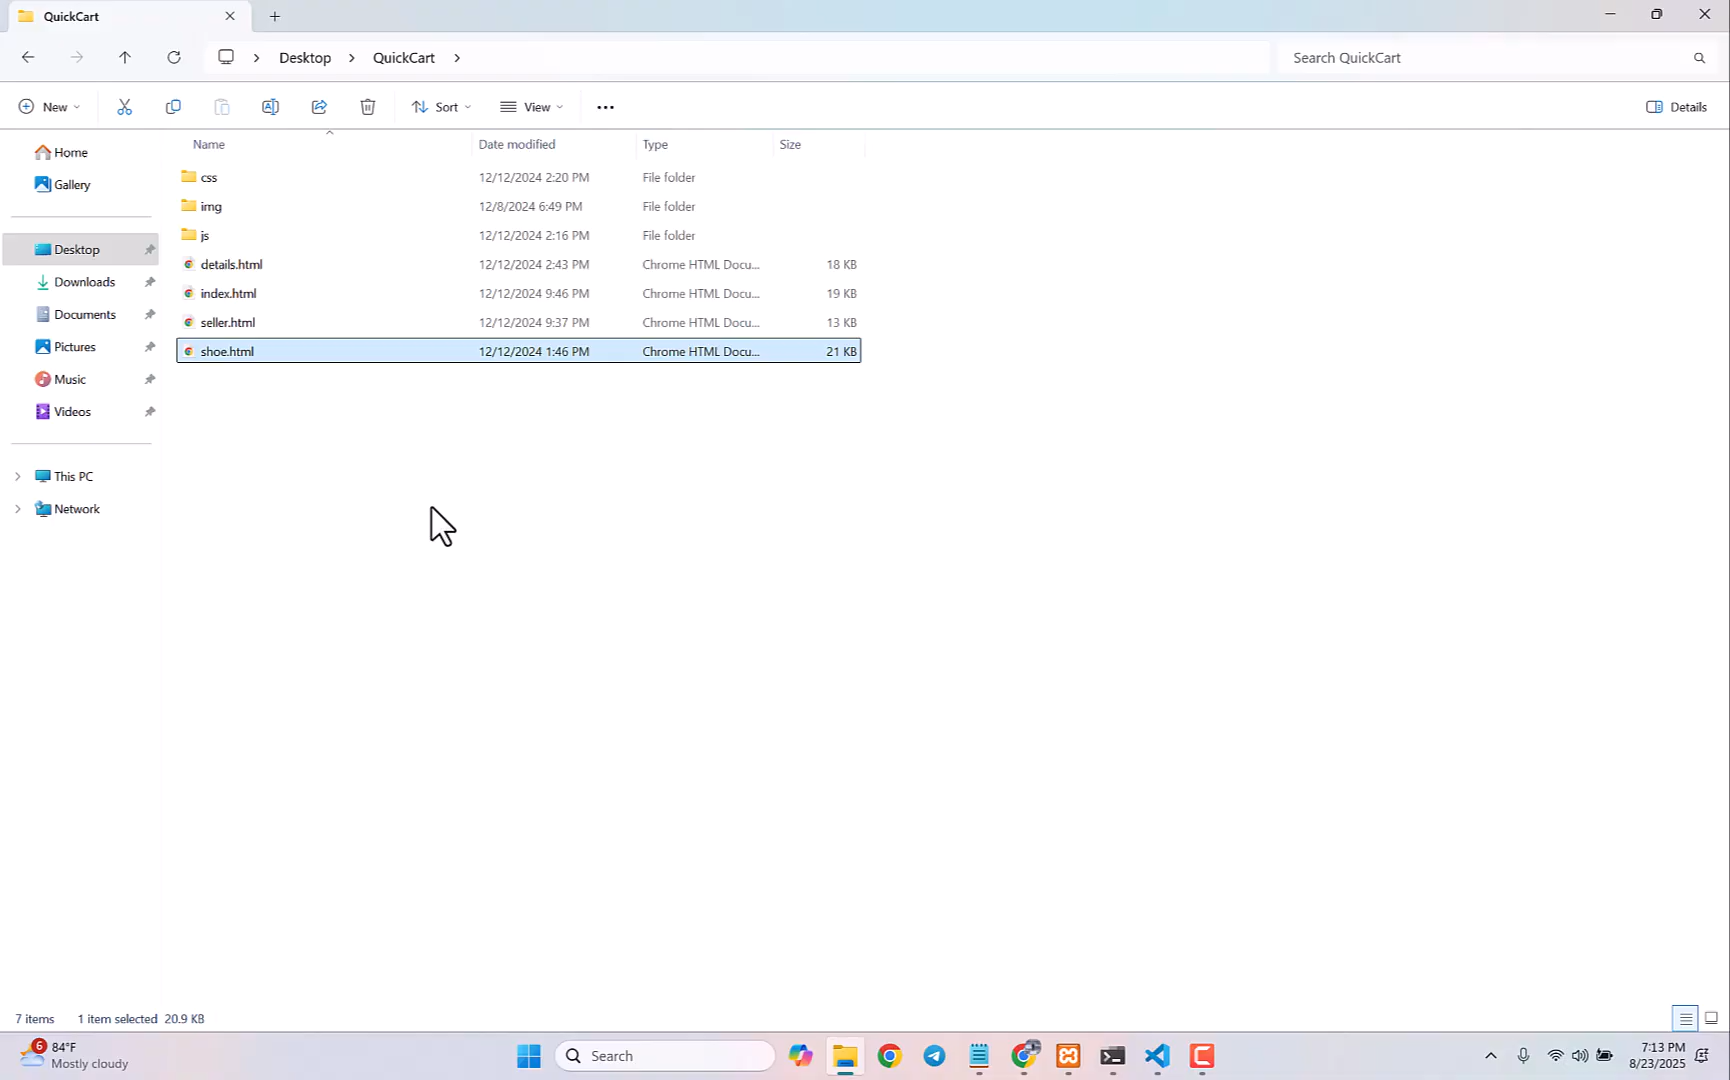 QuickCart
Desktop QuickCart Search QuickCart
New Sort View Details
Name Date modified Type Size
Home
Gallery
Desktop
Downloads
Documents
Pictures
Music
Videos
This PC
Network
css 12/12/2024 2:20 PM File folder
img 12/8/2024 6:49 PM File folder
js 12/12/2024 2:16 PM File folder
details.html 12/12/2024 2:43 PM Chrome HTML Docu... 18 KB
index.html 12/12/2024 9:46 PM Chrome HTML Docu... 19 KB
seller.html 12/12/2024 9:37 PM Chrome HTML Docu... 13 KB
shoe.html 12/12/2024 1:46 PM Chrome HTML Docu... 21 KB
7 items 1 item selected 20.9 KB
6 84°F
Mostly cloudy
Search
7:13 PM
8/23/2025